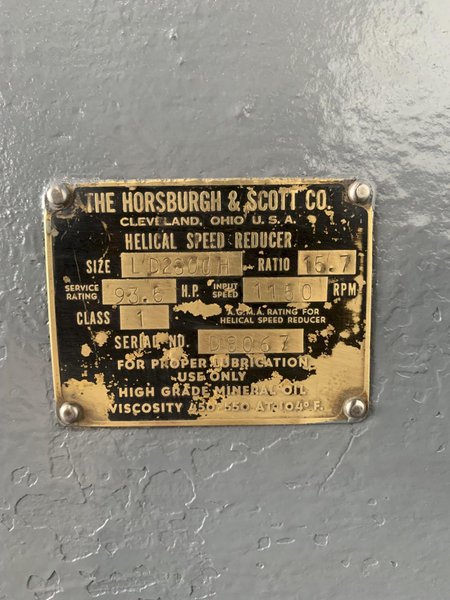 THE HORSBURGH & SCOTT CO.
CLEVELAND, OHIO U.S.A.
HELICAL SPEED REDUCER
SIZE LD2300H RATIO 15.7
SERVICE RATING 93.6 H.P. INPUT SPEED 1150 RPM
CLASS 1 A.G.M.A. RATING FOR HELICAL SPEED REDUCER
SERIAL NO. D9067
FOR PROPER LUBRICATION
USE ONLY
HIGH GRADE MINERAL OIL
VISCOSITY 450-550 AT 104° F.